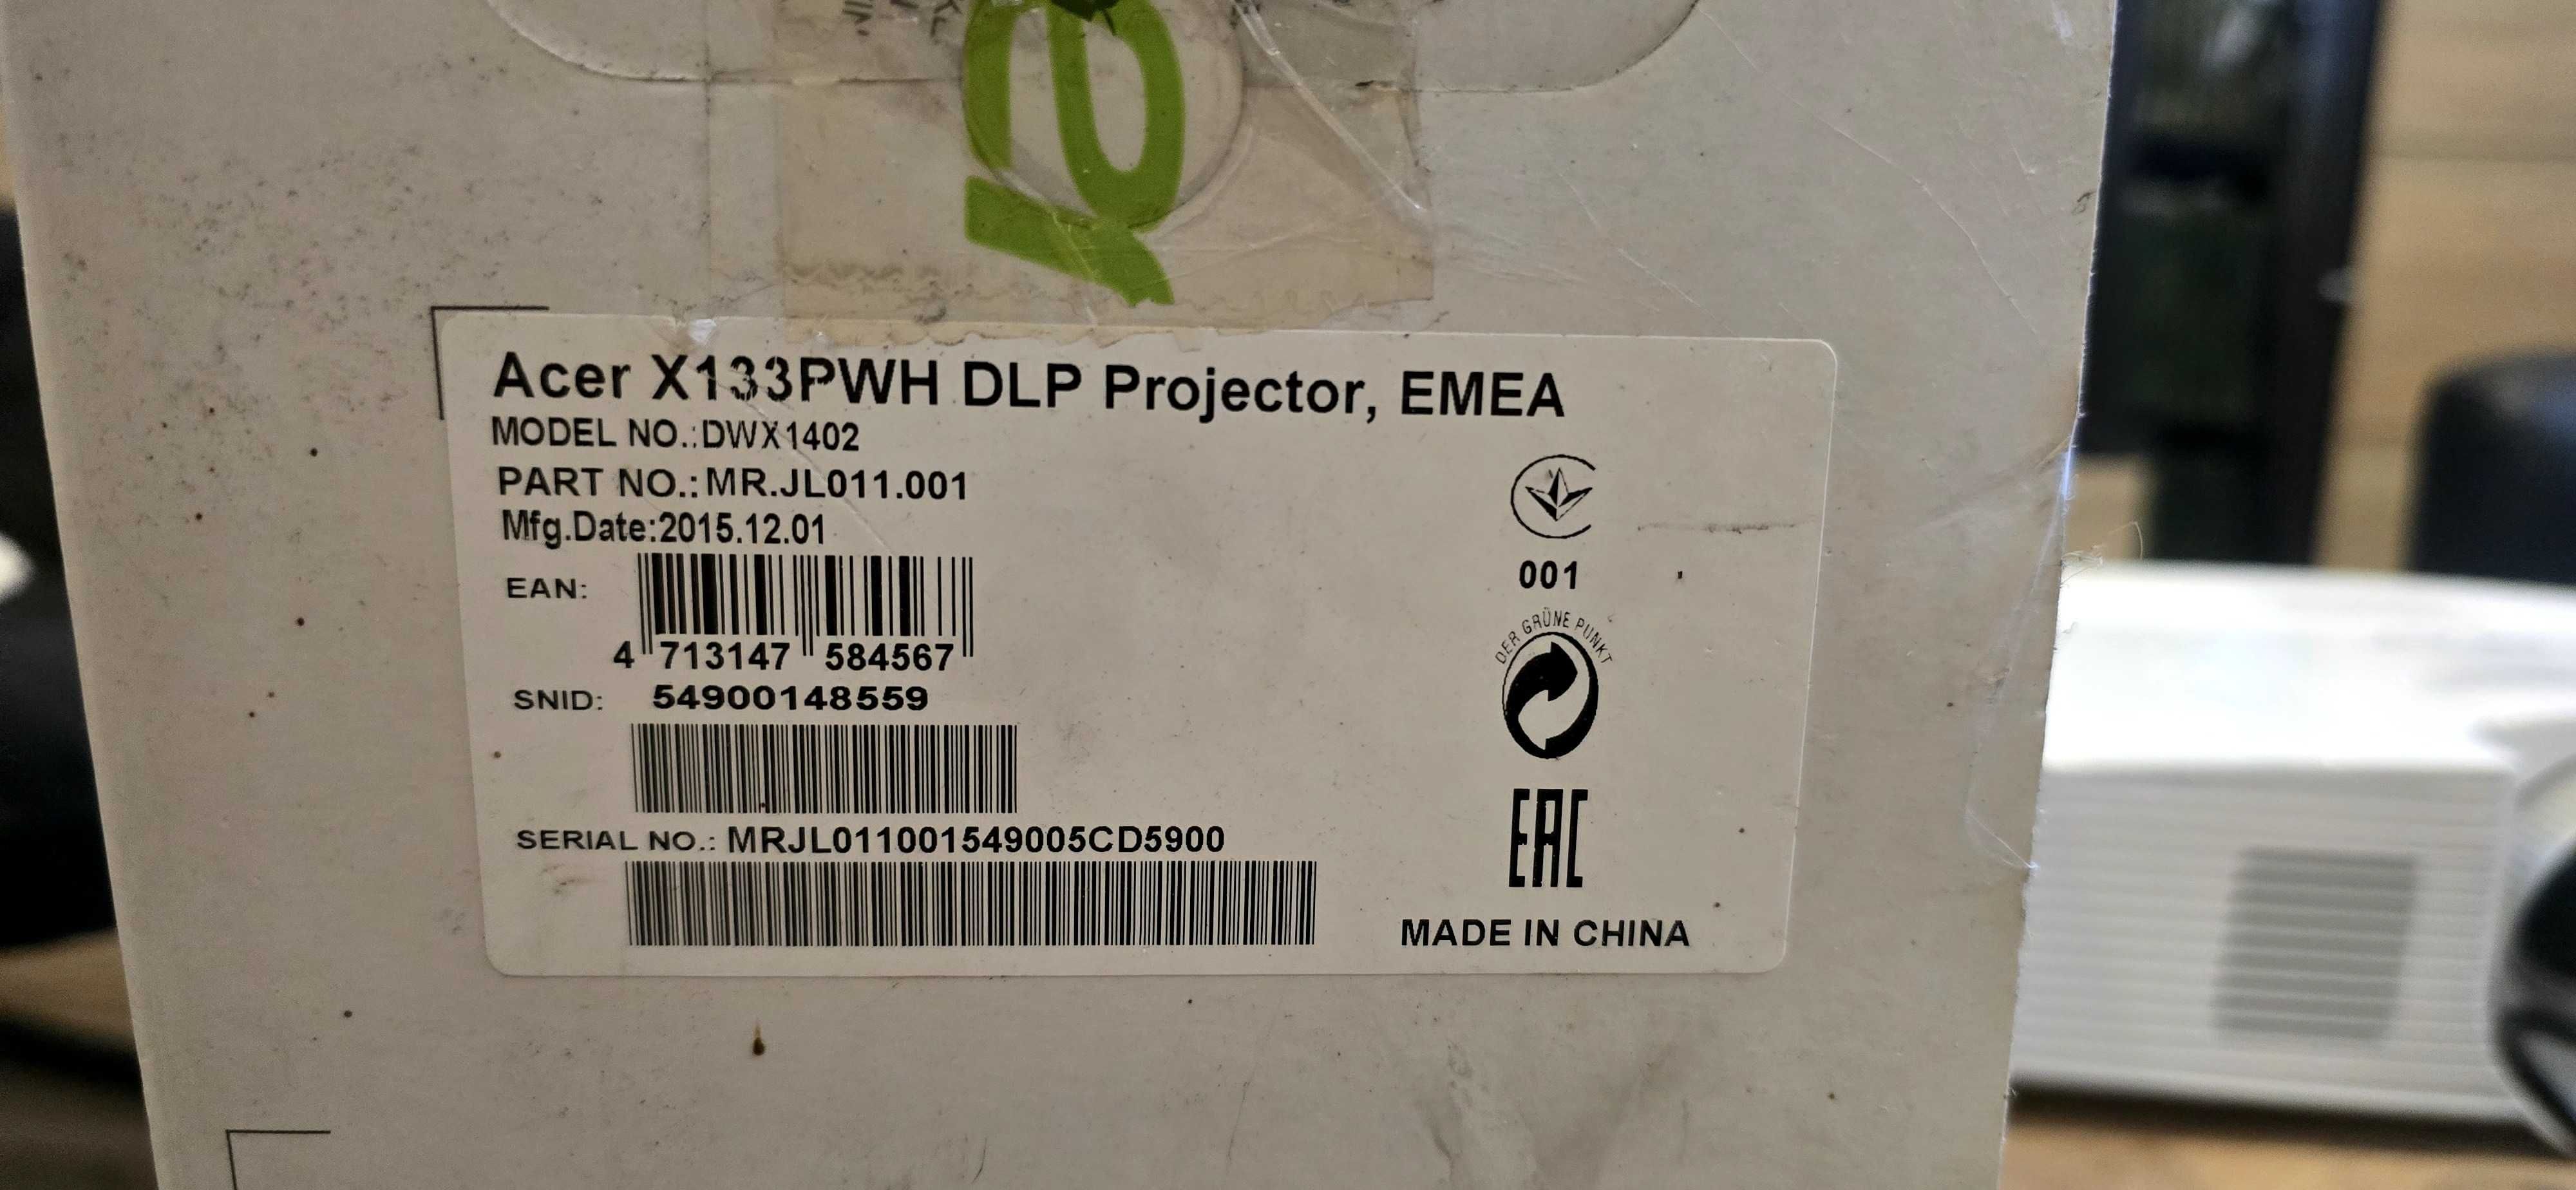 Acer X133PWH DLP Projector, EMEA
MODEL NO.:DWX1402
PART NO.:MR.JL011.001
Mfg.Date:2015.12.01
EAN:
4 713147 584567
SNID: 54900148559
SERIAL NO.: MRJL011001549005CD5900
001
DER GRÜNE PUNKT
EAC
MADE IN CHINA